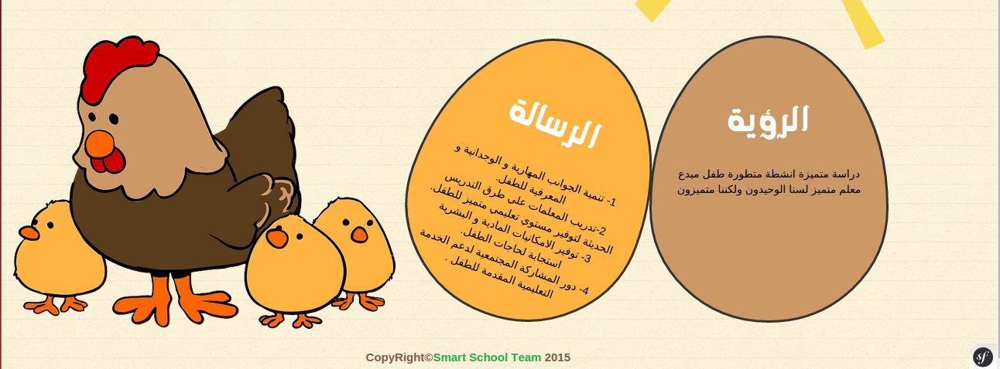 الرؤية
دراسة متميزة انشطة متطورة طفل مبدع
معلم متميز لسنا الوحيدون ولكننا متميزون
الرسالة
1- تنمية الجوانب المهارية و الوحدانية و
المعرفية للطفل.
2-تدريب المعلمات علي طرق التدريس
الحديثة لتوفير مستوي تعليمي متميز للطفل.
3- توفير الامكانيات المادية و البشرية
استجابة لحاجات الطفل.
4- دور المشاركة المجتمعية لدعم الخدمة
التعليمية المقدمة للطفل .
CopyRight©Smart School Team 2015
sf